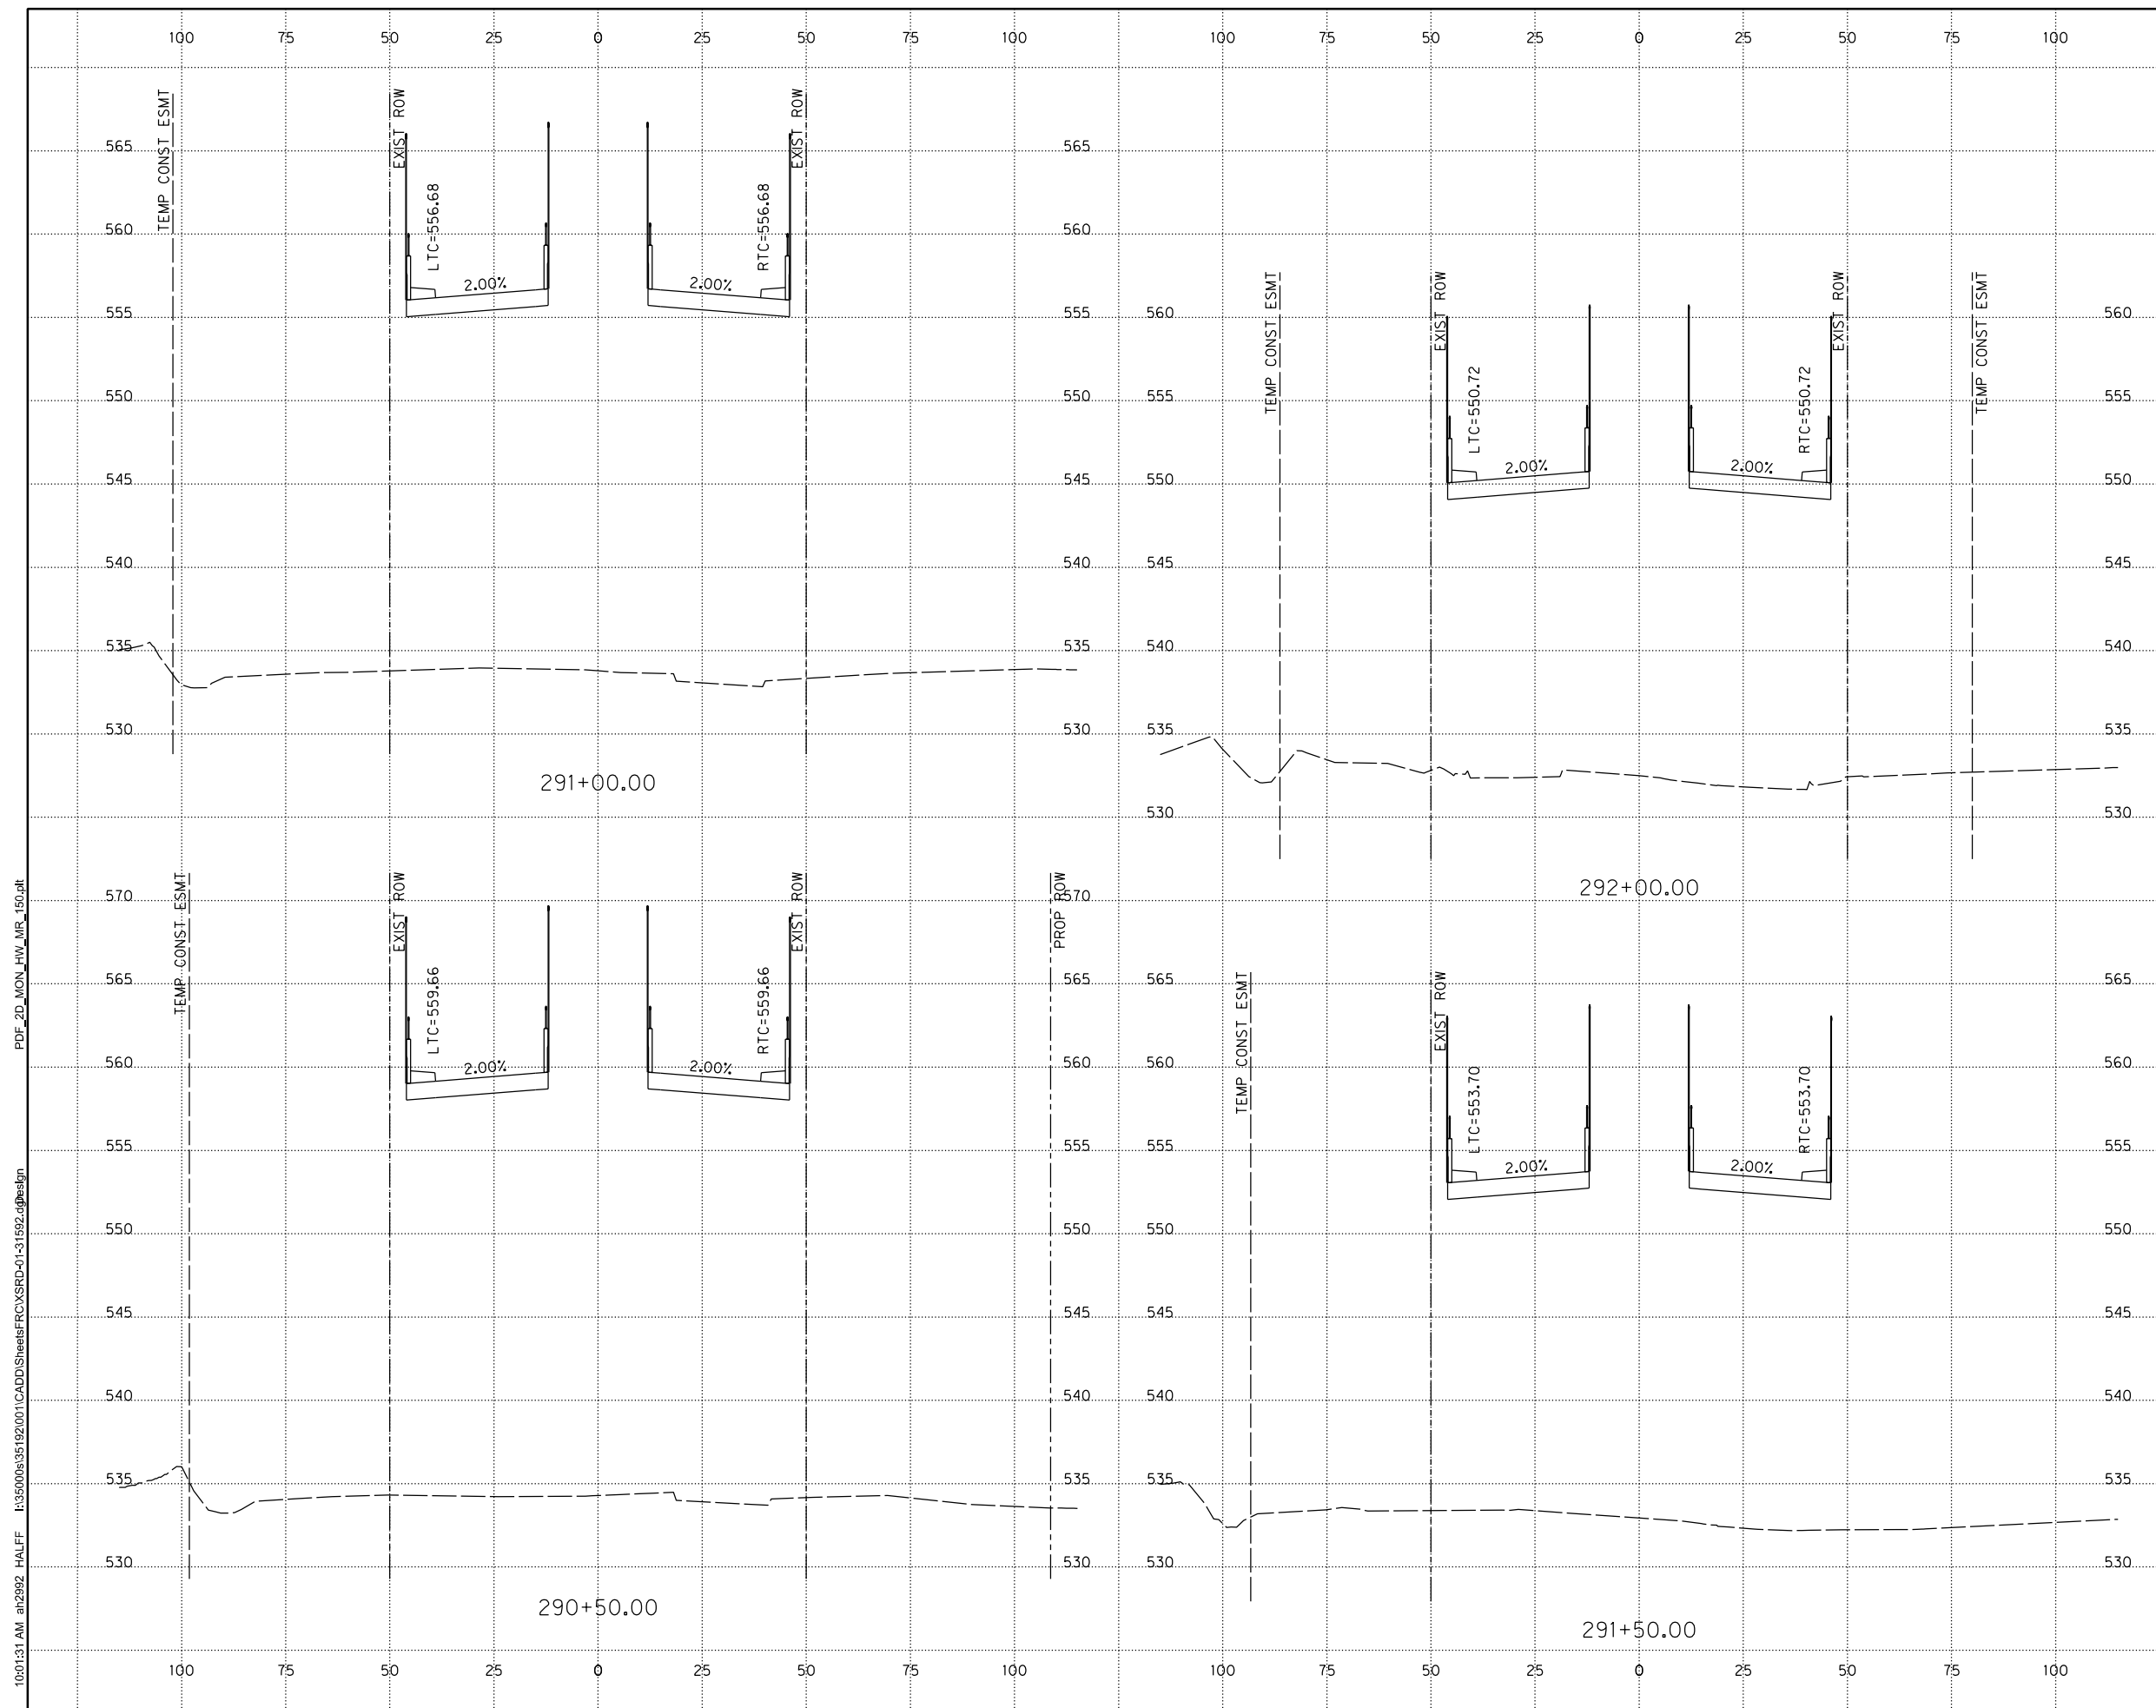 100 75 50 25 0 25 50 75 100 100 75 50 25 0 25 50 75 100
TEMP CONST ESMT
EXIST ROW
EXIST ROW
LTC=556.68
RTC=556.68
2.00%
2.00%
565 565
560 560
555 555
550 550
545 545
540 540
535 535
530 530
291+00.00
TEMP CONST ESMT
EXIST ROW
EXIST ROW
TEMP CONST ESMT
LTC=550.72
RTC=550.72
2.00%
2.00%
560 560
555 555
550 550
545 545
540 540
535 535
530 530
292+00.00
TEMP CONST ESMT
EXIST ROW
EXIST ROW
PROP ROW
LTC=559.66
RTC=559.66
2.00%
2.00%
570 570
565 565
560 560
555 555
550 550
545 545
540 540
535 535
530 530
290+50.00
TEMP CONST ESMT
EXIST ROW
LTC=553.70
RTC=553.70
2.00%
2.00%
565 565
560 560
555 555
550 550
545 545
540 540
535 535
530 530
291+50.00
100 75 50 25 0 25 50 75 100 100 75 50 25 0 25 50 75 100
10:01:31 AM ah2992 HALFF I:\35000s\35192\001\CADD\Sheets\FRC\XSRD-01-31592.dgn PDF_2D_MON_HW_MR_150.plt